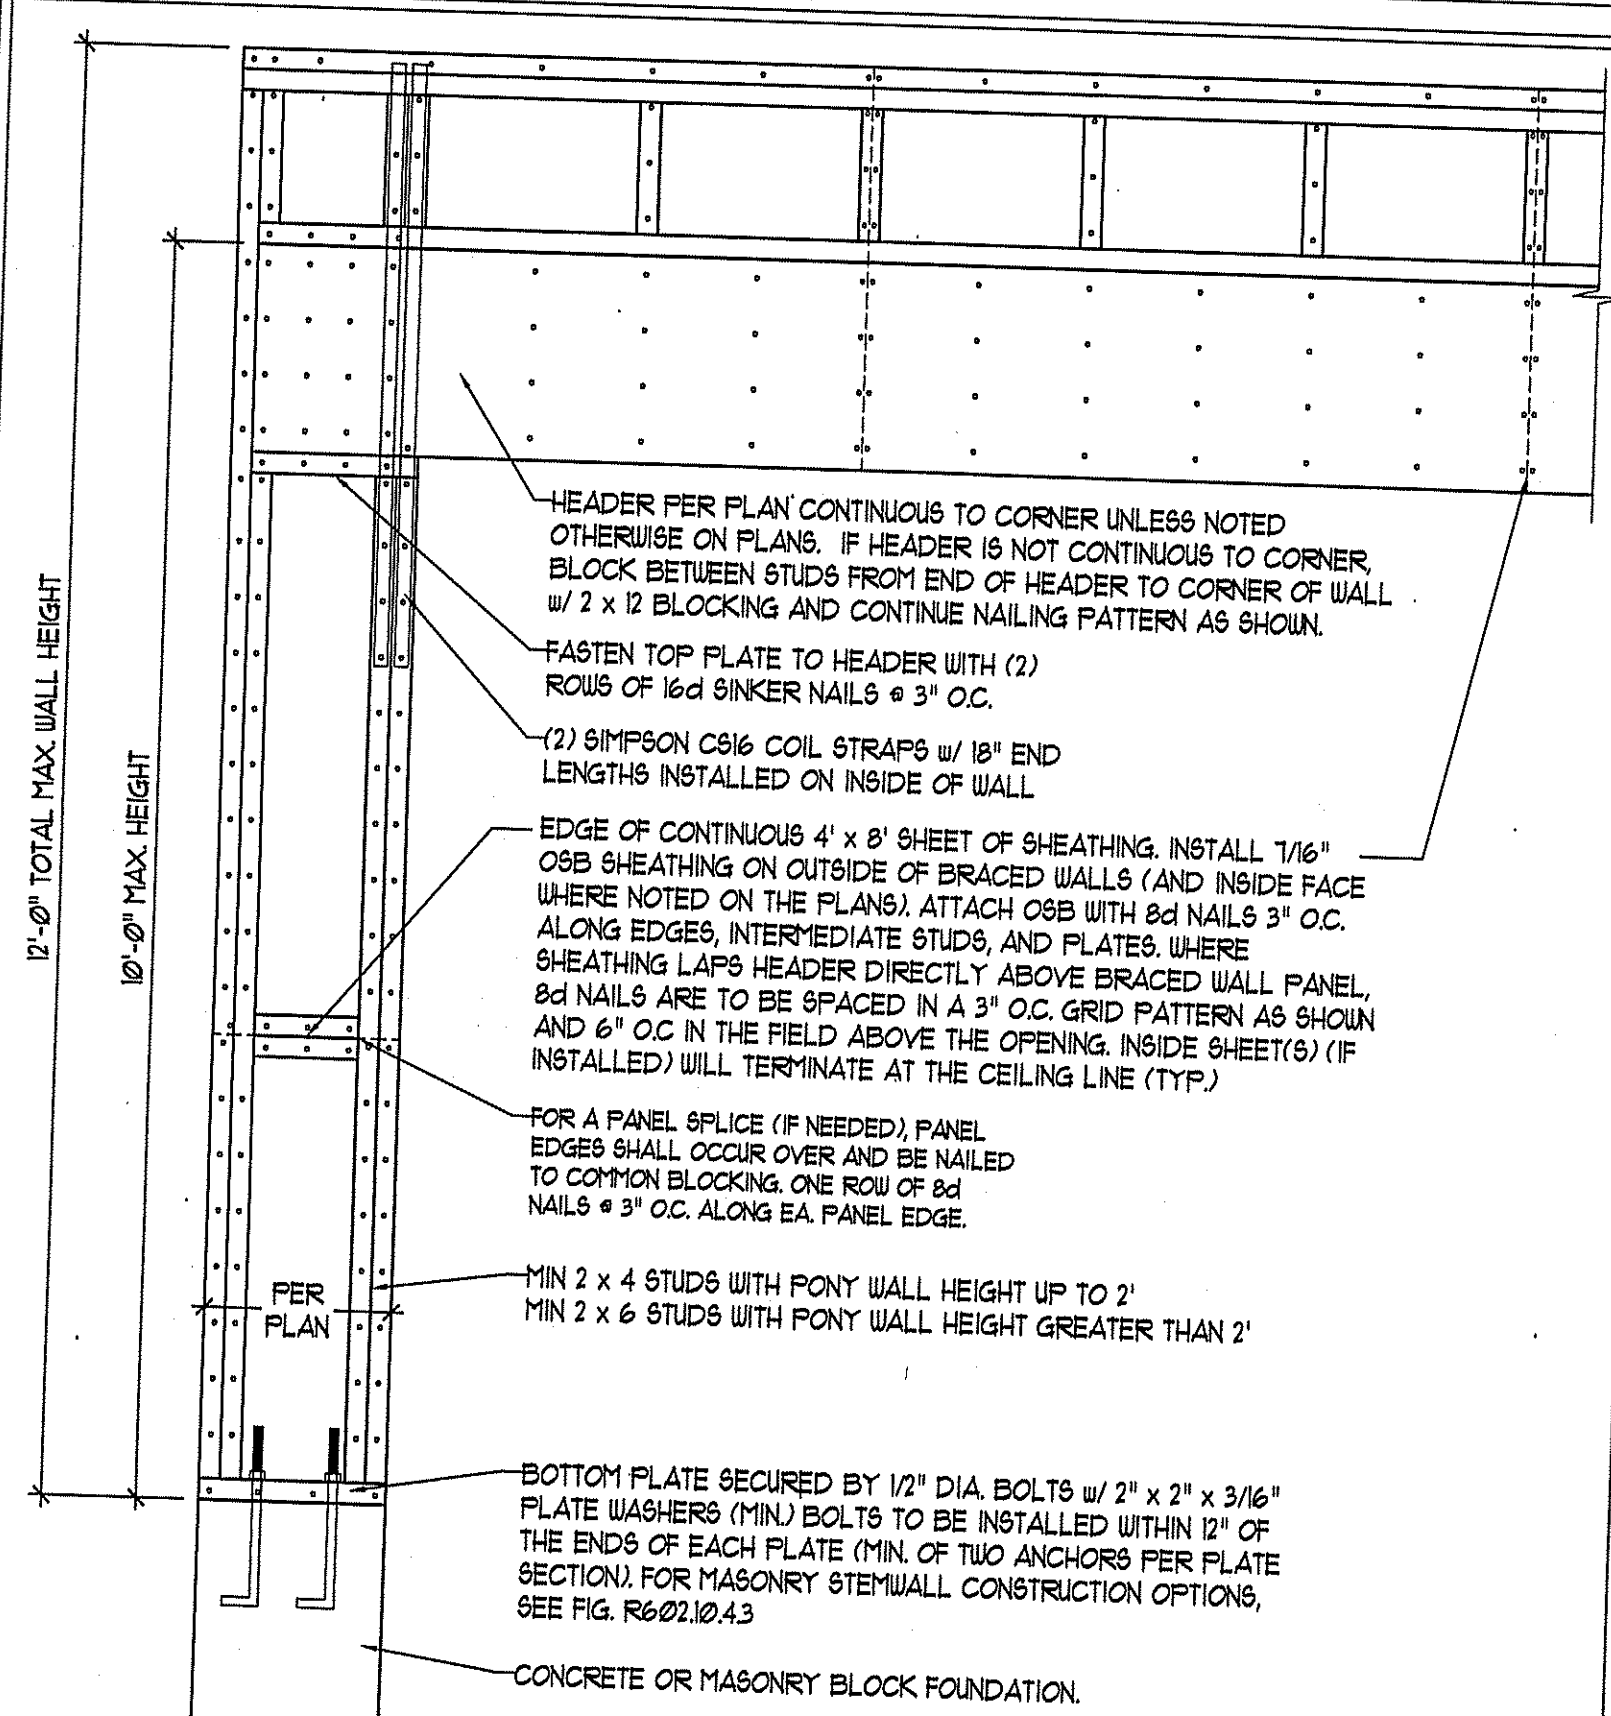 12'-0" TOTAL MAX. WALL HEIGHT
10'-0" MAX. HEIGHT
HEADER PER PLAN CONTINUOUS TO CORNER UNLESS NOTED
OTHERWISE ON PLANS. IF HEADER IS NOT CONTINUOUS TO CORNER,
BLOCK BETWEEN STUDS FROM END OF HEADER TO CORNER OF WALL
w/ 2 x 12 BLOCKING AND CONTINUE NAILING PATTERN AS SHOWN.
FASTEN TOP PLATE TO HEADER WITH (2)
ROWS OF 16d SINKER NAILS @ 3" O.C.
(2) SIMPSON CS16 COIL STRAPS w/ 18" END
LENGTHS INSTALLED ON INSIDE OF WALL
EDGE OF CONTINUOUS 4' x 8' SHEET OF SHEATHING. INSTALL 7/16"
OSB SHEATHING ON OUTSIDE OF BRACED WALLS (AND INSIDE FACE
WHERE NOTED ON THE PLANS). ATTACH OSB WITH 8d NAILS 3" O.C.
ALONG EDGES, INTERMEDIATE STUDS, AND PLATES. WHERE
SHEATHING LAPS HEADER DIRECTLY ABOVE BRACED WALL PANEL,
8d NAILS ARE TO BE SPACED IN A 3" O.C. GRID PATTERN AS SHOWN
AND 6" O.C IN THE FIELD ABOVE THE OPENING. INSIDE SHEET(S) (IF
INSTALLED) WILL TERMINATE AT THE CEILING LINE (TYP.)
FOR A PANEL SPLICE (IF NEEDED), PANEL
EDGES SHALL OCCUR OVER AND BE NAILED
TO COMMON BLOCKING. ONE ROW OF 8d
NAILS @ 3" O.C. ALONG EA. PANEL EDGE.
PER
PLAN
MIN 2 x 4 STUDS WITH PONY WALL HEIGHT UP TO 2'
MIN 2 x 6 STUDS WITH PONY WALL HEIGHT GREATER THAN 2'
BOTTOM PLATE SECURED BY 1/2" DIA. BOLTS w/ 2" x 2" x 3/16"
PLATE WASHERS (MIN.) BOLTS TO BE INSTALLED WITHIN 12" OF
THE ENDS OF EACH PLATE (MIN. OF TWO ANCHORS PER PLATE
SECTION). FOR MASONRY STEMWALL CONSTRUCTION OPTIONS,
SEE FIG. R602.10.4.3
CONCRETE OR MASONRY BLOCK FOUNDATION.